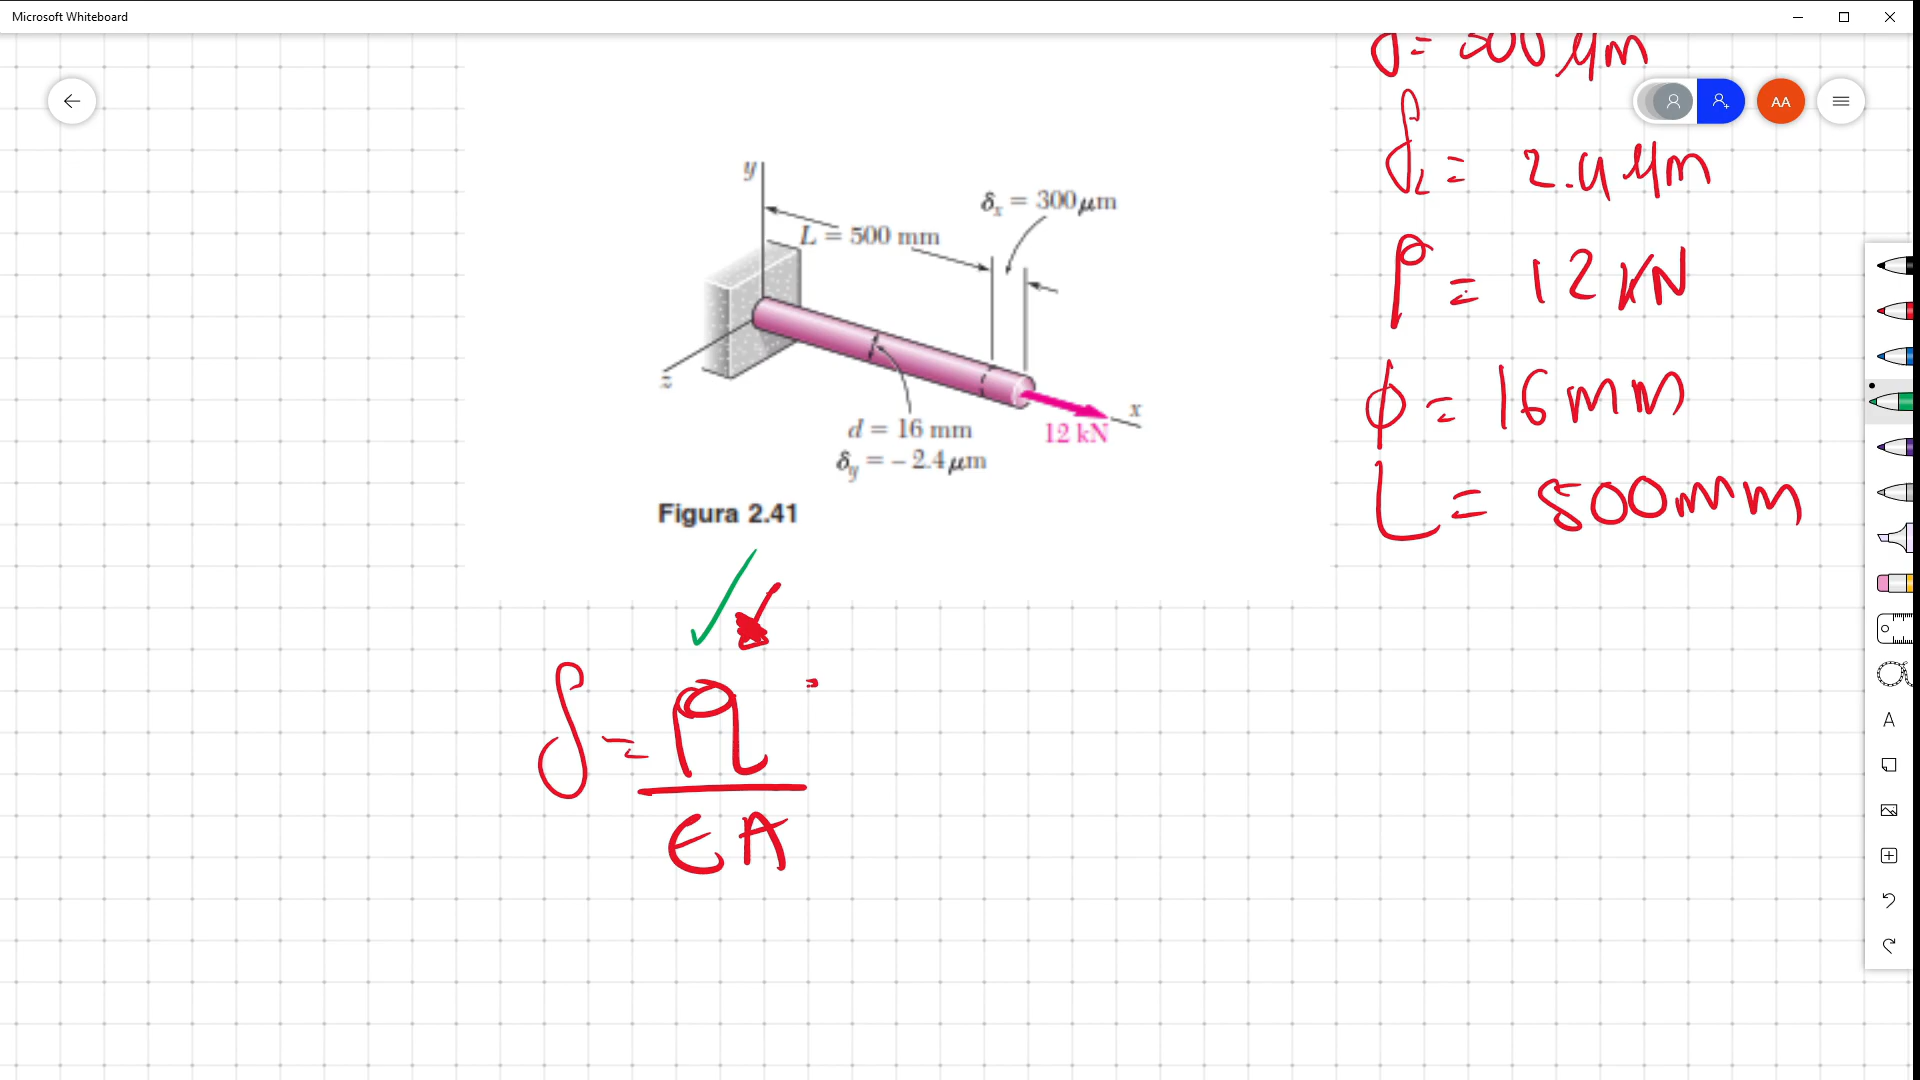 Microsoft Whiteboard
AA
y
δx = 300 μm
L = 500 mm
z
x
12 kN
d = 16 mm
δy = − 2.4 μm
Figura 2.41
δ = 300 μm
δL = 2.4 μm
P = 12 KN
ϕ = 16 mm
L = 500 mm
δ = PL =
EA
A